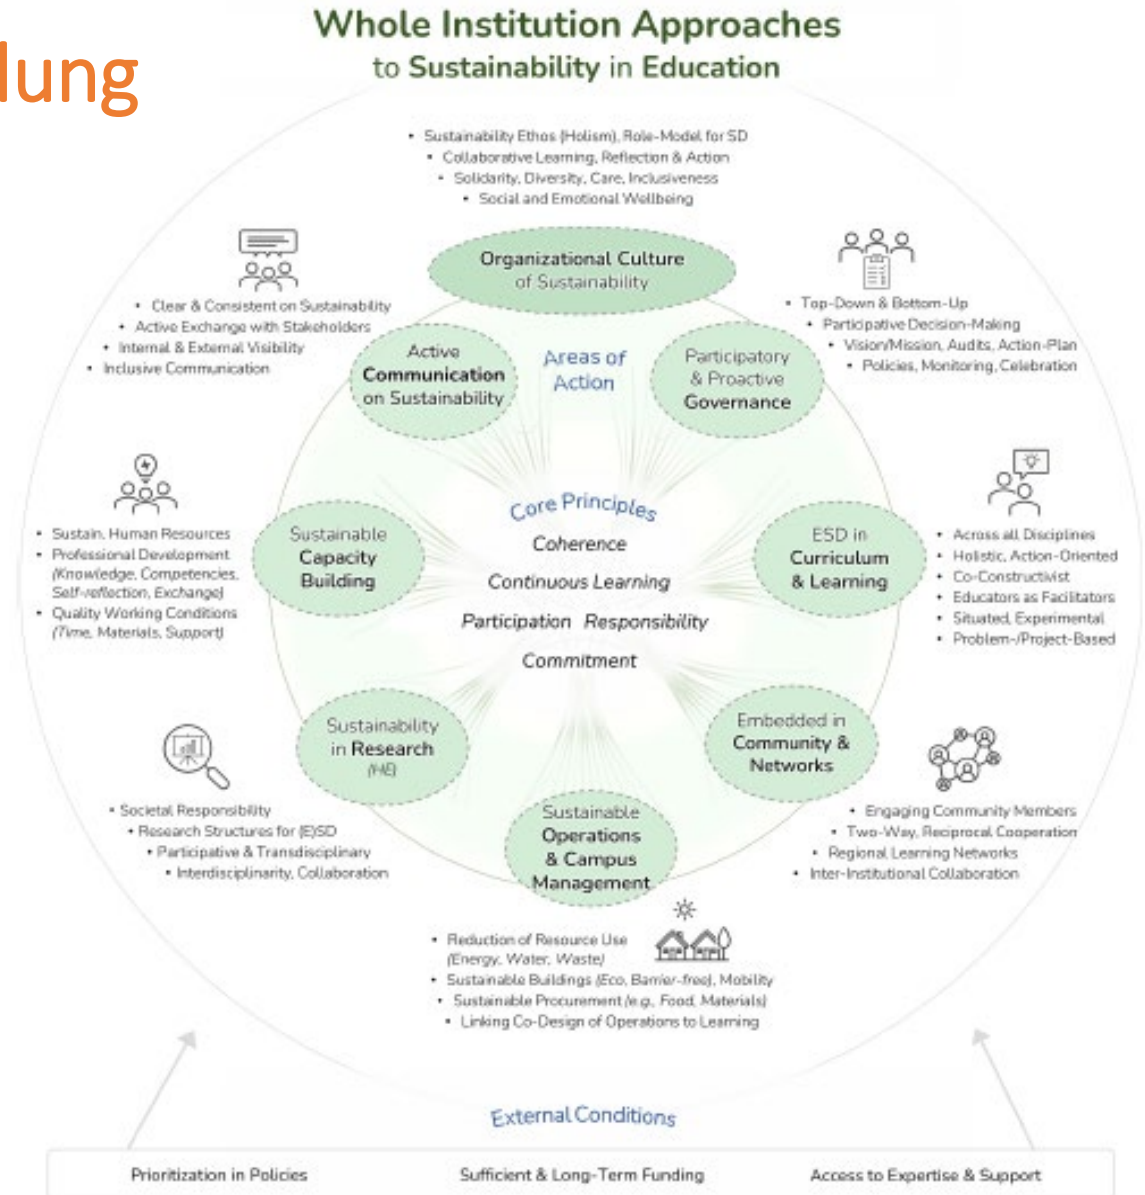 lung
Whole Institution Approaches
to Sustainability in Education
• Sustainability Ethos (Holism), Role-Model for SD
• Collaborative Learning, Reflection & Action
• Solidarity, Diversity, Care, Inclusiveness
• Social and Emotional Wellbeing
Organizational Culture
of Sustainability
• Clear & Consistent on Sustainability
• Active Exchange with Stakeholders
• Internal & External Visibility
• Inclusive Communication
Active
Communication
on Sustainability
Areas of
Action
Participatory
& Proactive
Governance
• Top-Down & Bottom-Up
• Participative Decision-Making
• Vision/Mission, Audits, Action-Plan
• Policies, Monitoring, Celebration
• Sustain. Human Resources
• Professional Development
(Knowledge, Competencies,
Self-reflection, Exchange)
• Quality Working Conditions
(Time, Materials, Support)
Sustainable
Capacity
Building
Core Principles
Coherence
Continuous Learning
Participation Responsibility
Commitment
ESD in
Curriculum
& Learning
• Across all Disciplines
• Holistic, Action-Oriented
• Co-Constructivist
• Educators as Facilitators
• Situated, Experimental
• Problem-/Project-Based
Sustainability
in Research
(HE)
• Societal Responsibility
• Research Structures for (E)SD
• Participative & Transdisciplinary
• Interdisciplinarity, Collaboration
Sustainable
Operations
& Campus
Management
Embedded in
Community &
Networks
• Engaging Community Members
• Two-Way, Reciprocal Cooperation
• Regional Learning Networks
• Inter-Institutional Collaboration
• Reduction of Resource Use
(Energy, Water, Waste)
• Sustainable Buildings (Eco, Barrier-free), Mobility
• Sustainable Procurement (e.g., Food, Materials)
• Linking Co-Design of Operations to Learning
External Conditions
Prioritization in Policies
Sufficient & Long-Term Funding
Access to Expertise & Support